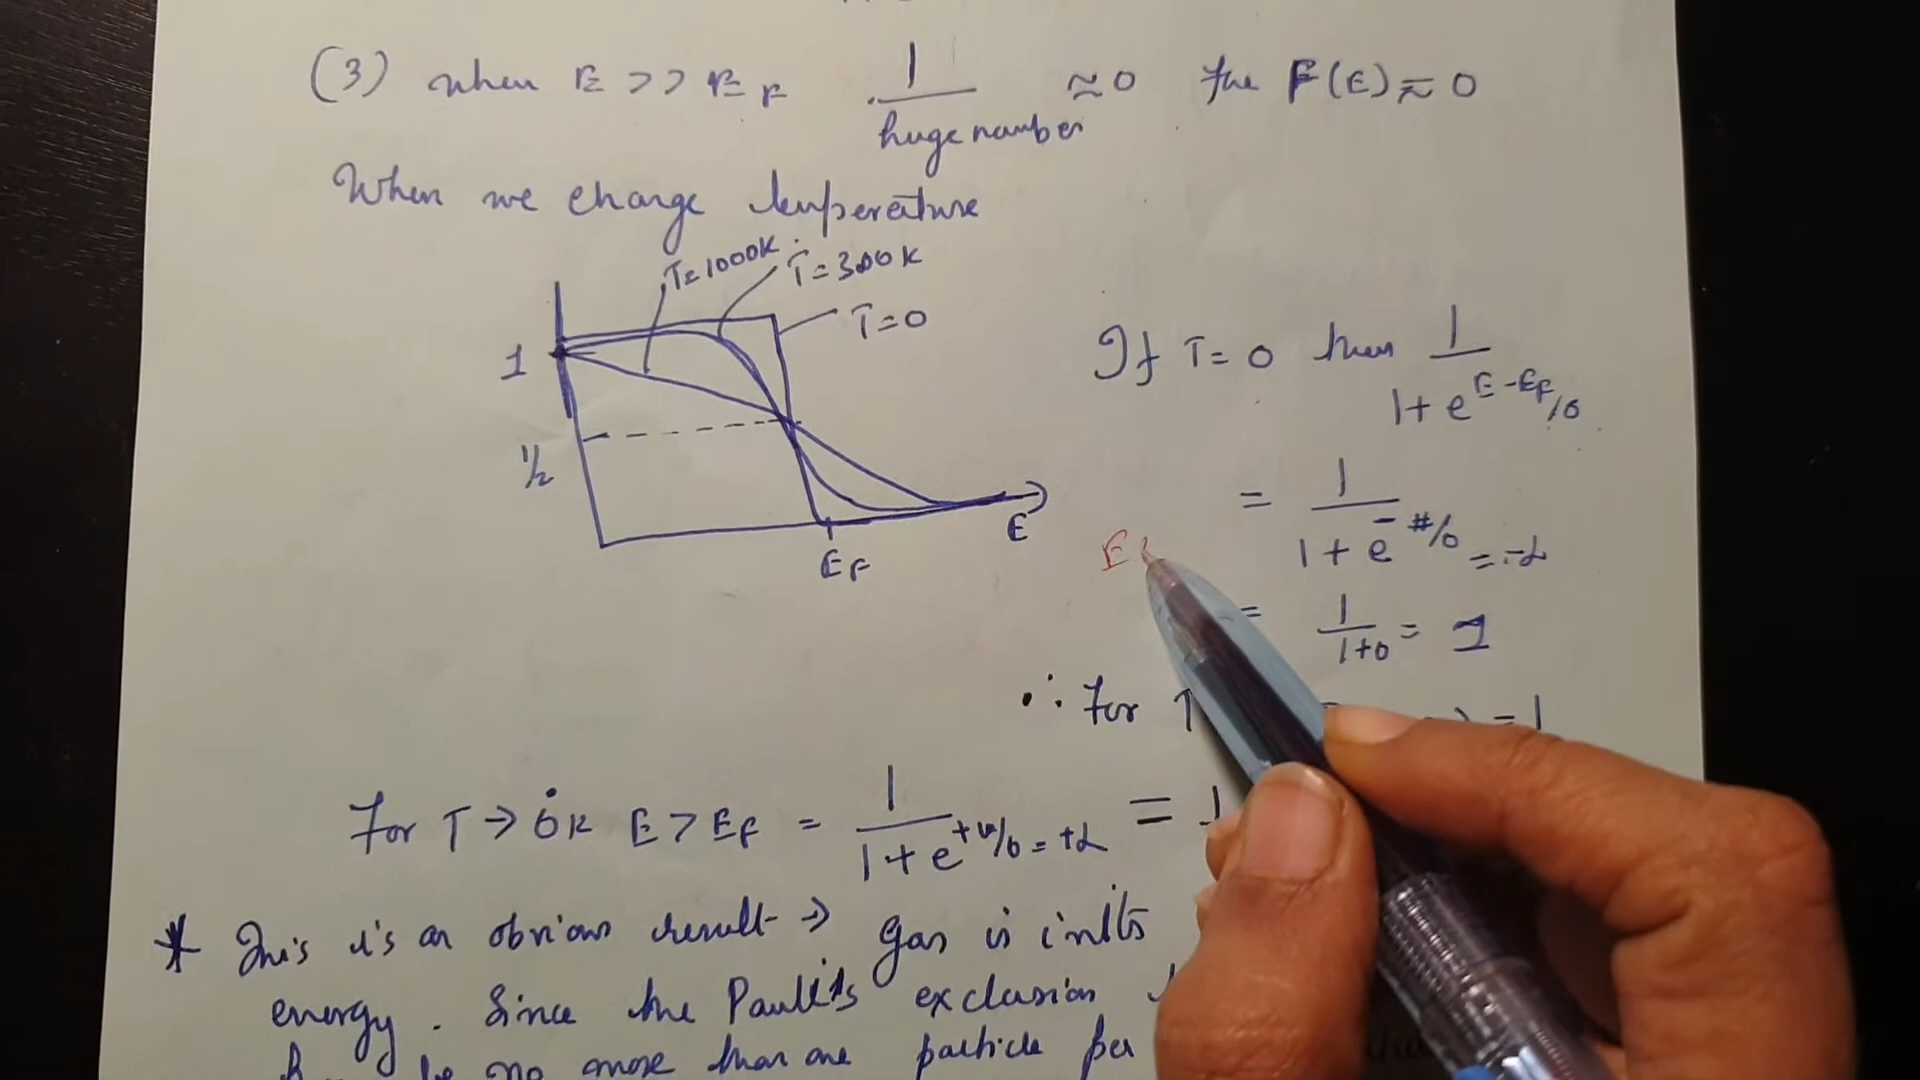 (3) when E >> EF 1/huge number ≈0 the F(E)≈0
When we change temperature
T=1000K
T=300K
T=0
1
1/2
EF
E
If T=0 then 1/1+e^E-EF/0
= 1/1+e^-#/0 = -∞
E
= 1/1+0 = 1
∴ For T =1
For T→0K E>EF = 1/1+e^+#/0=+∞ =
* This is an obvious result → gas is in its
energy. Since the Pauli's exclusion
be no more than one particle per